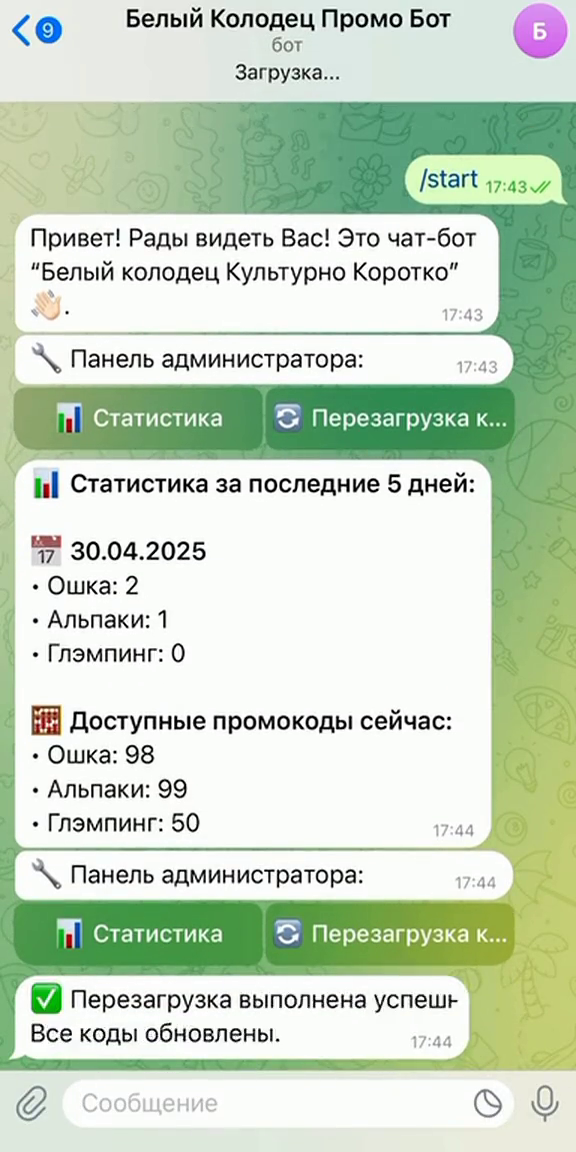 9
Белый Колодец Промо Бот
бот
Загрузка...
Б
/start 17:43
Привет! Рады видеть Вас! Это чат-бот
“Белый колодец Культурно Коротко”
. 17:43
Панель администратора: 17:43
Статистика
Перезагрузка к...
Статистика за последние 5 дней:
17 30.04.2025
• Ошка: 2
• Альпаки: 1
• Глэмпинг: 0
Доступные промокоды сейчас:
• Ошка: 98
• Альпаки: 99
• Глэмпинг: 50 17:44
Панель администратора: 17:44
Статистика
Перезагрузка к...
Перезагрузка выполнена
Все коды обновлены. 17:44
Сообщение